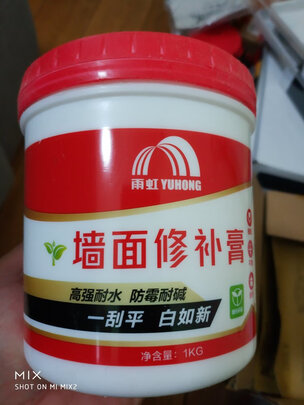 雨虹 YUHONG
墙面修补膏
高强耐水 防霉耐碱
一刮平 白如新
净含量：1KG
MIX
SHOT ON MI MIX2